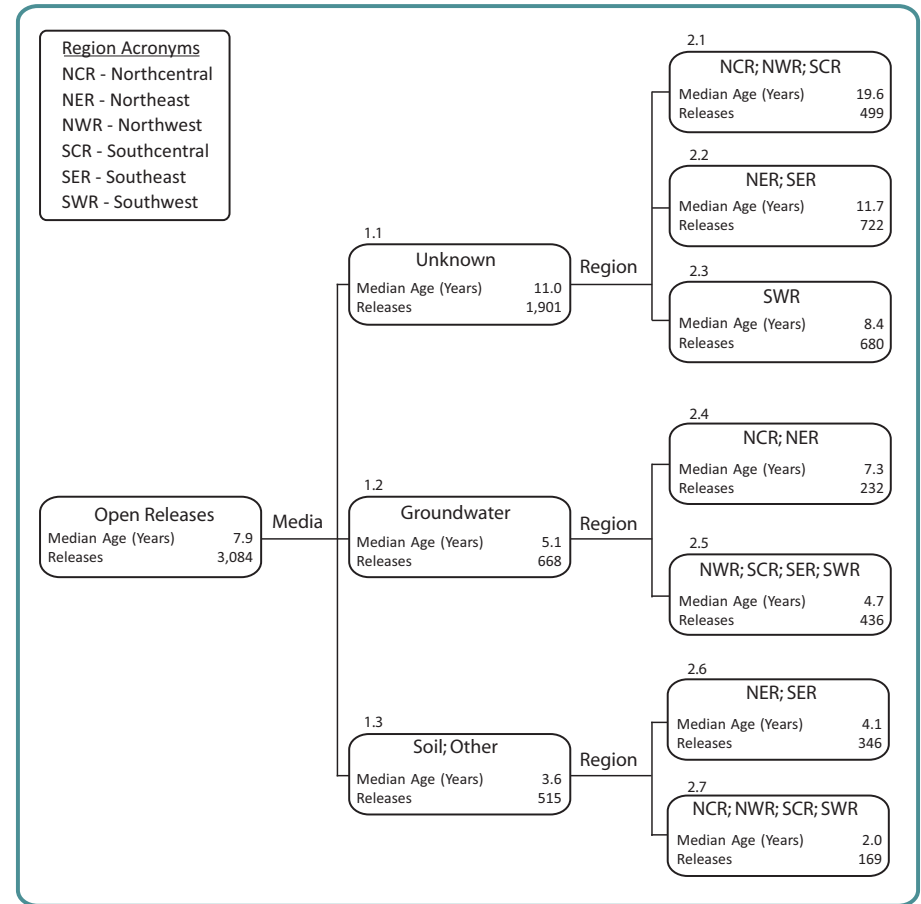 Region Acronyms
NCR - Northcentral
NER - Northeast
NWR - Northwest
SCR - Southcentral
SER - Southeast
SWR - Southwest
Open Releases
Median Age (Years) 7.9
Releases 3,084
Media
1.1
Unknown
Median Age (Years) 11.0
Releases 1,901
Region
2.1
NCR; NWR; SCR
Median Age (Years) 19.6
Releases 499
2.2
NER; SER
Median Age (Years) 11.7
Releases 722
2.3
SWR
Median Age (Years) 8.4
Releases 680
1.2
Groundwater
Median Age (Years) 5.1
Releases 668
Region
2.4
NCR; NER
Median Age (Years) 7.3
Releases 232
2.5
NWR; SCR; SER; SWR
Median Age (Years) 4.7
Releases 436
1.3
Soil; Other
Median Age (Years) 3.6
Releases 515
Region
2.6
NER; SER
Median Age (Years) 4.1
Releases 346
2.7
NCR; NWR; SCR; SWR
Median Age (Years) 2.0
Releases 169